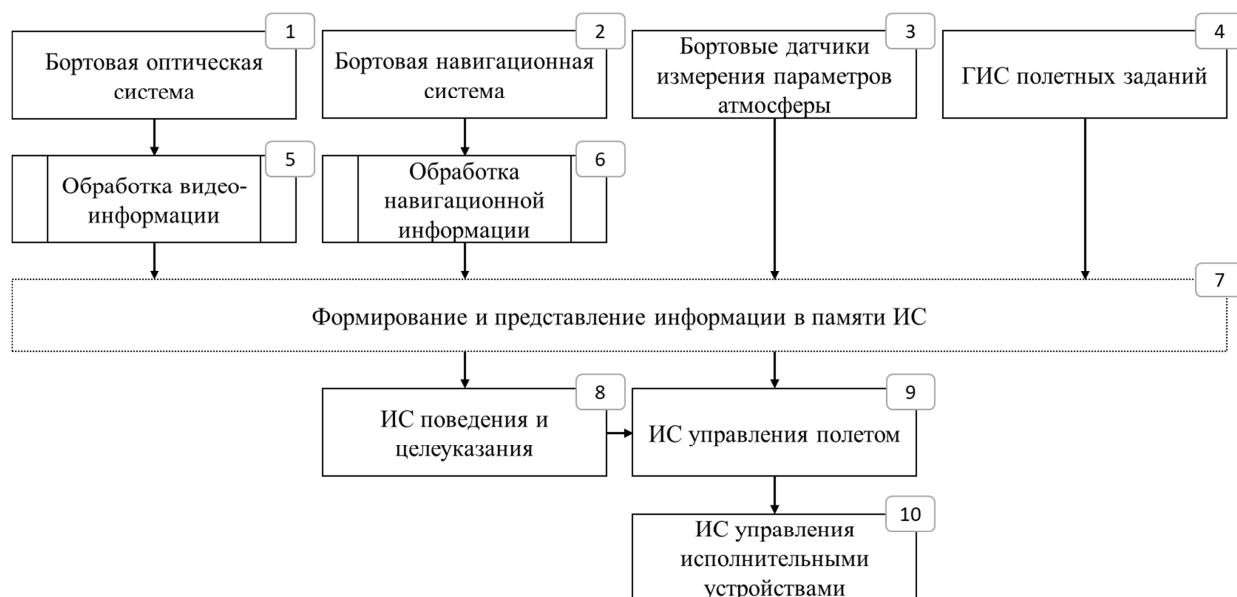 1
Бортовая оптическая
система
2
Бортовая навигационная
система
3
Бортовые датчики
измерения параметров
атмосферы
4
ГИС полетных заданий
5
Обработка видео-
информации
6
Обработка
навигационной
информации
7
Формирование и представление информации в памяти ИС
8
ИС поведения и
целеуказания
9
ИС управления полетом
10
ИС управления
исполнительными
устройствами